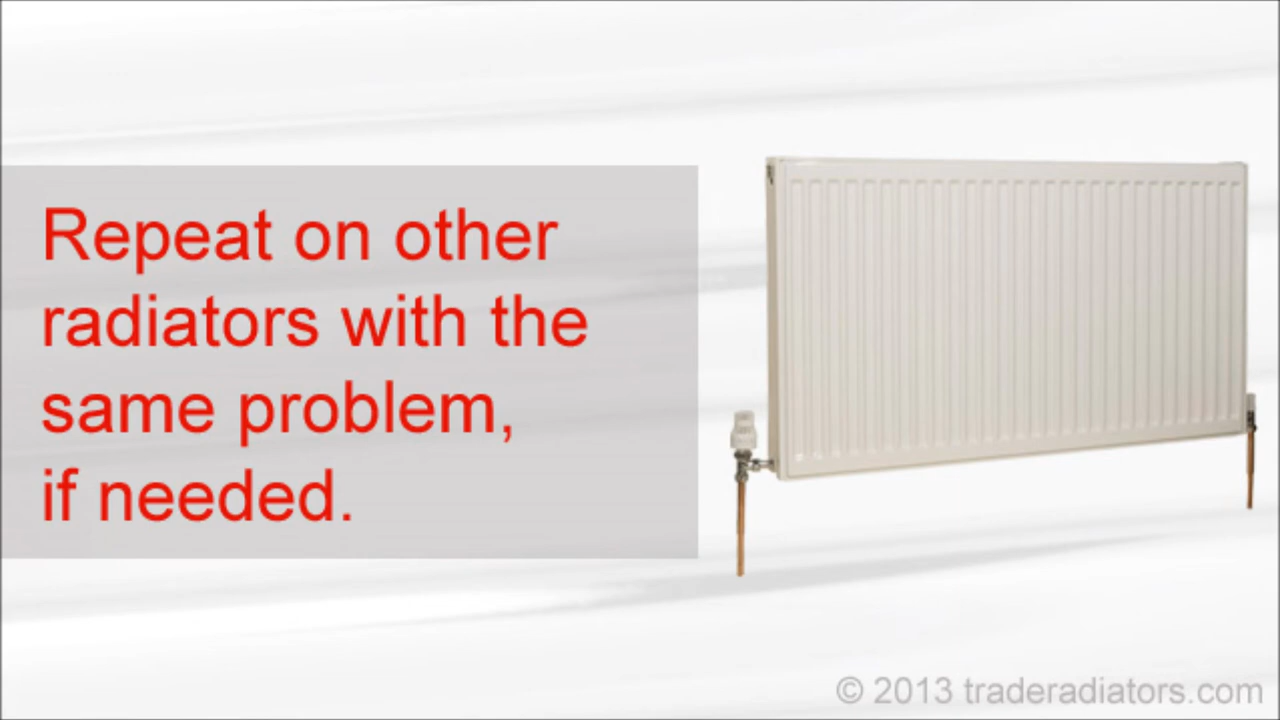 Repeat on other
radiators with the
same problem,
if needed.
© 2013 traderadiators.com